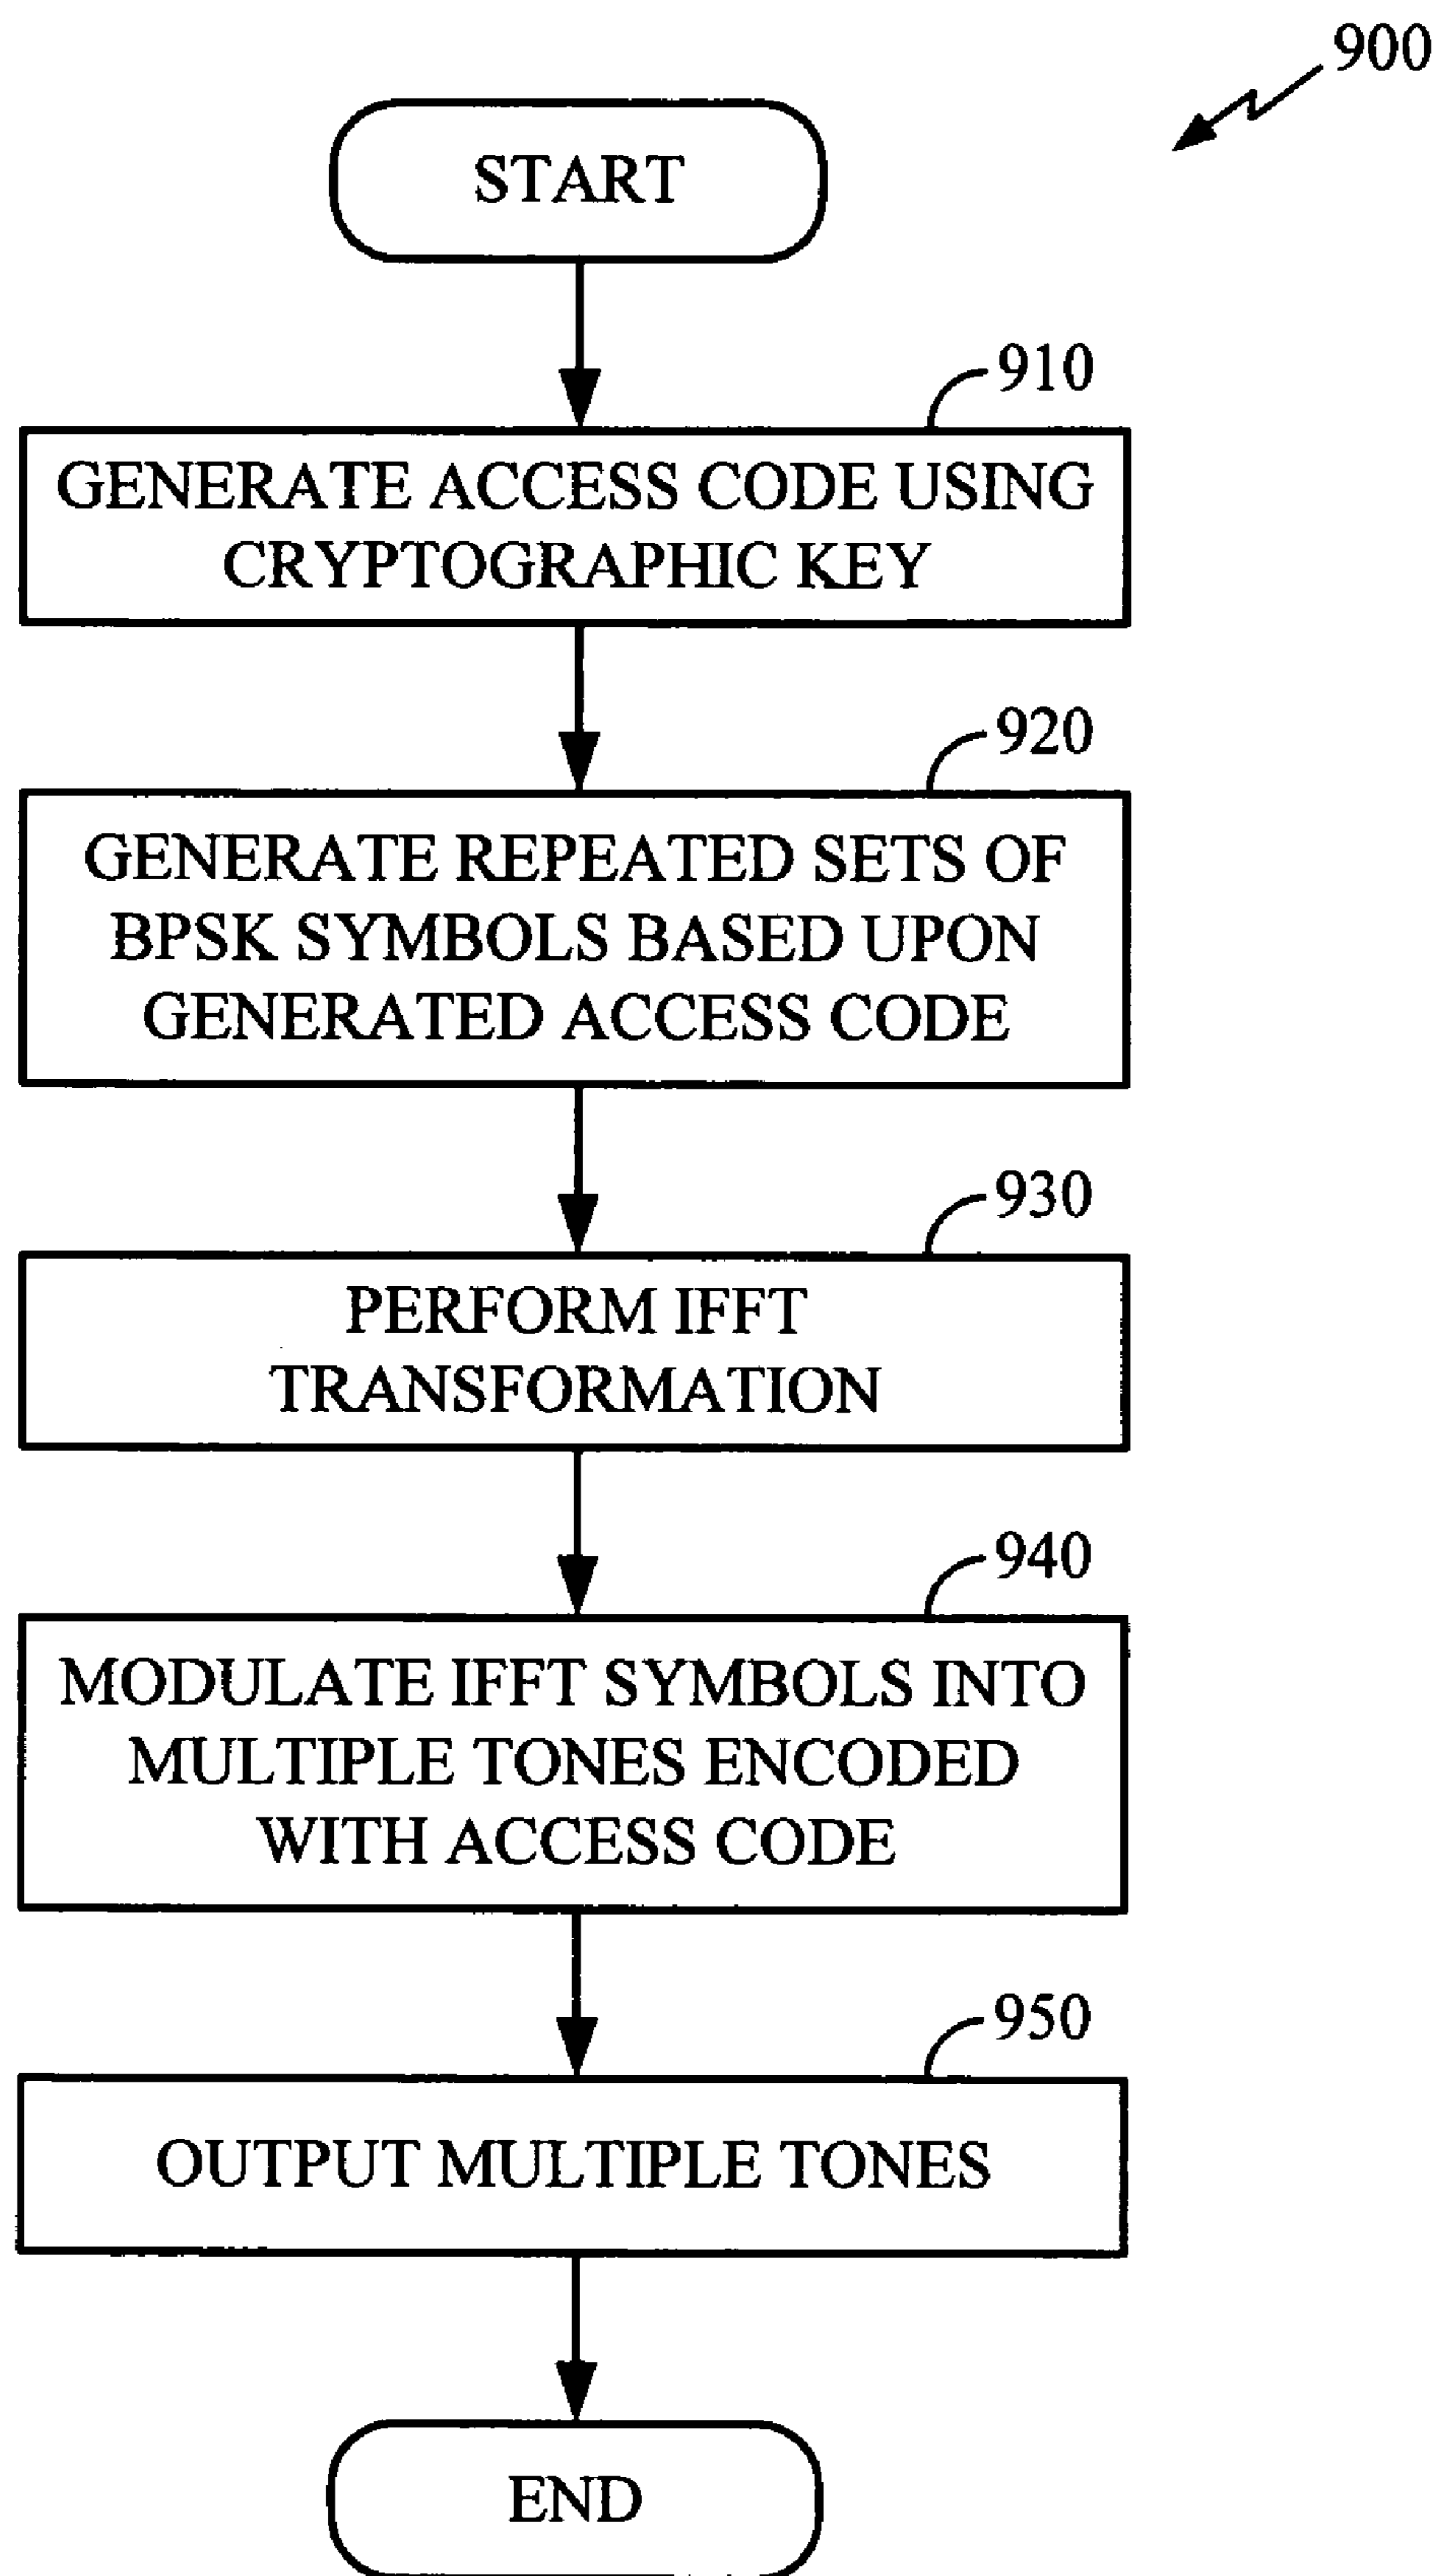 900
START
910
GENERATE ACCESS CODE USING
CRYPTOGRAPHIC KEY
920
GENERATE REPEATED SETS OF
BPSK SYMBOLS BASED UPON
GENERATED ACCESS CODE
930
PERFORM IFFT
TRANSFORMATION
940
MODULATE IFFT SYMBOLS INTO
MULTIPLE TONES ENCODED
WITH ACCESS CODE
950
OUTPUT MULTIPLE TONES
END